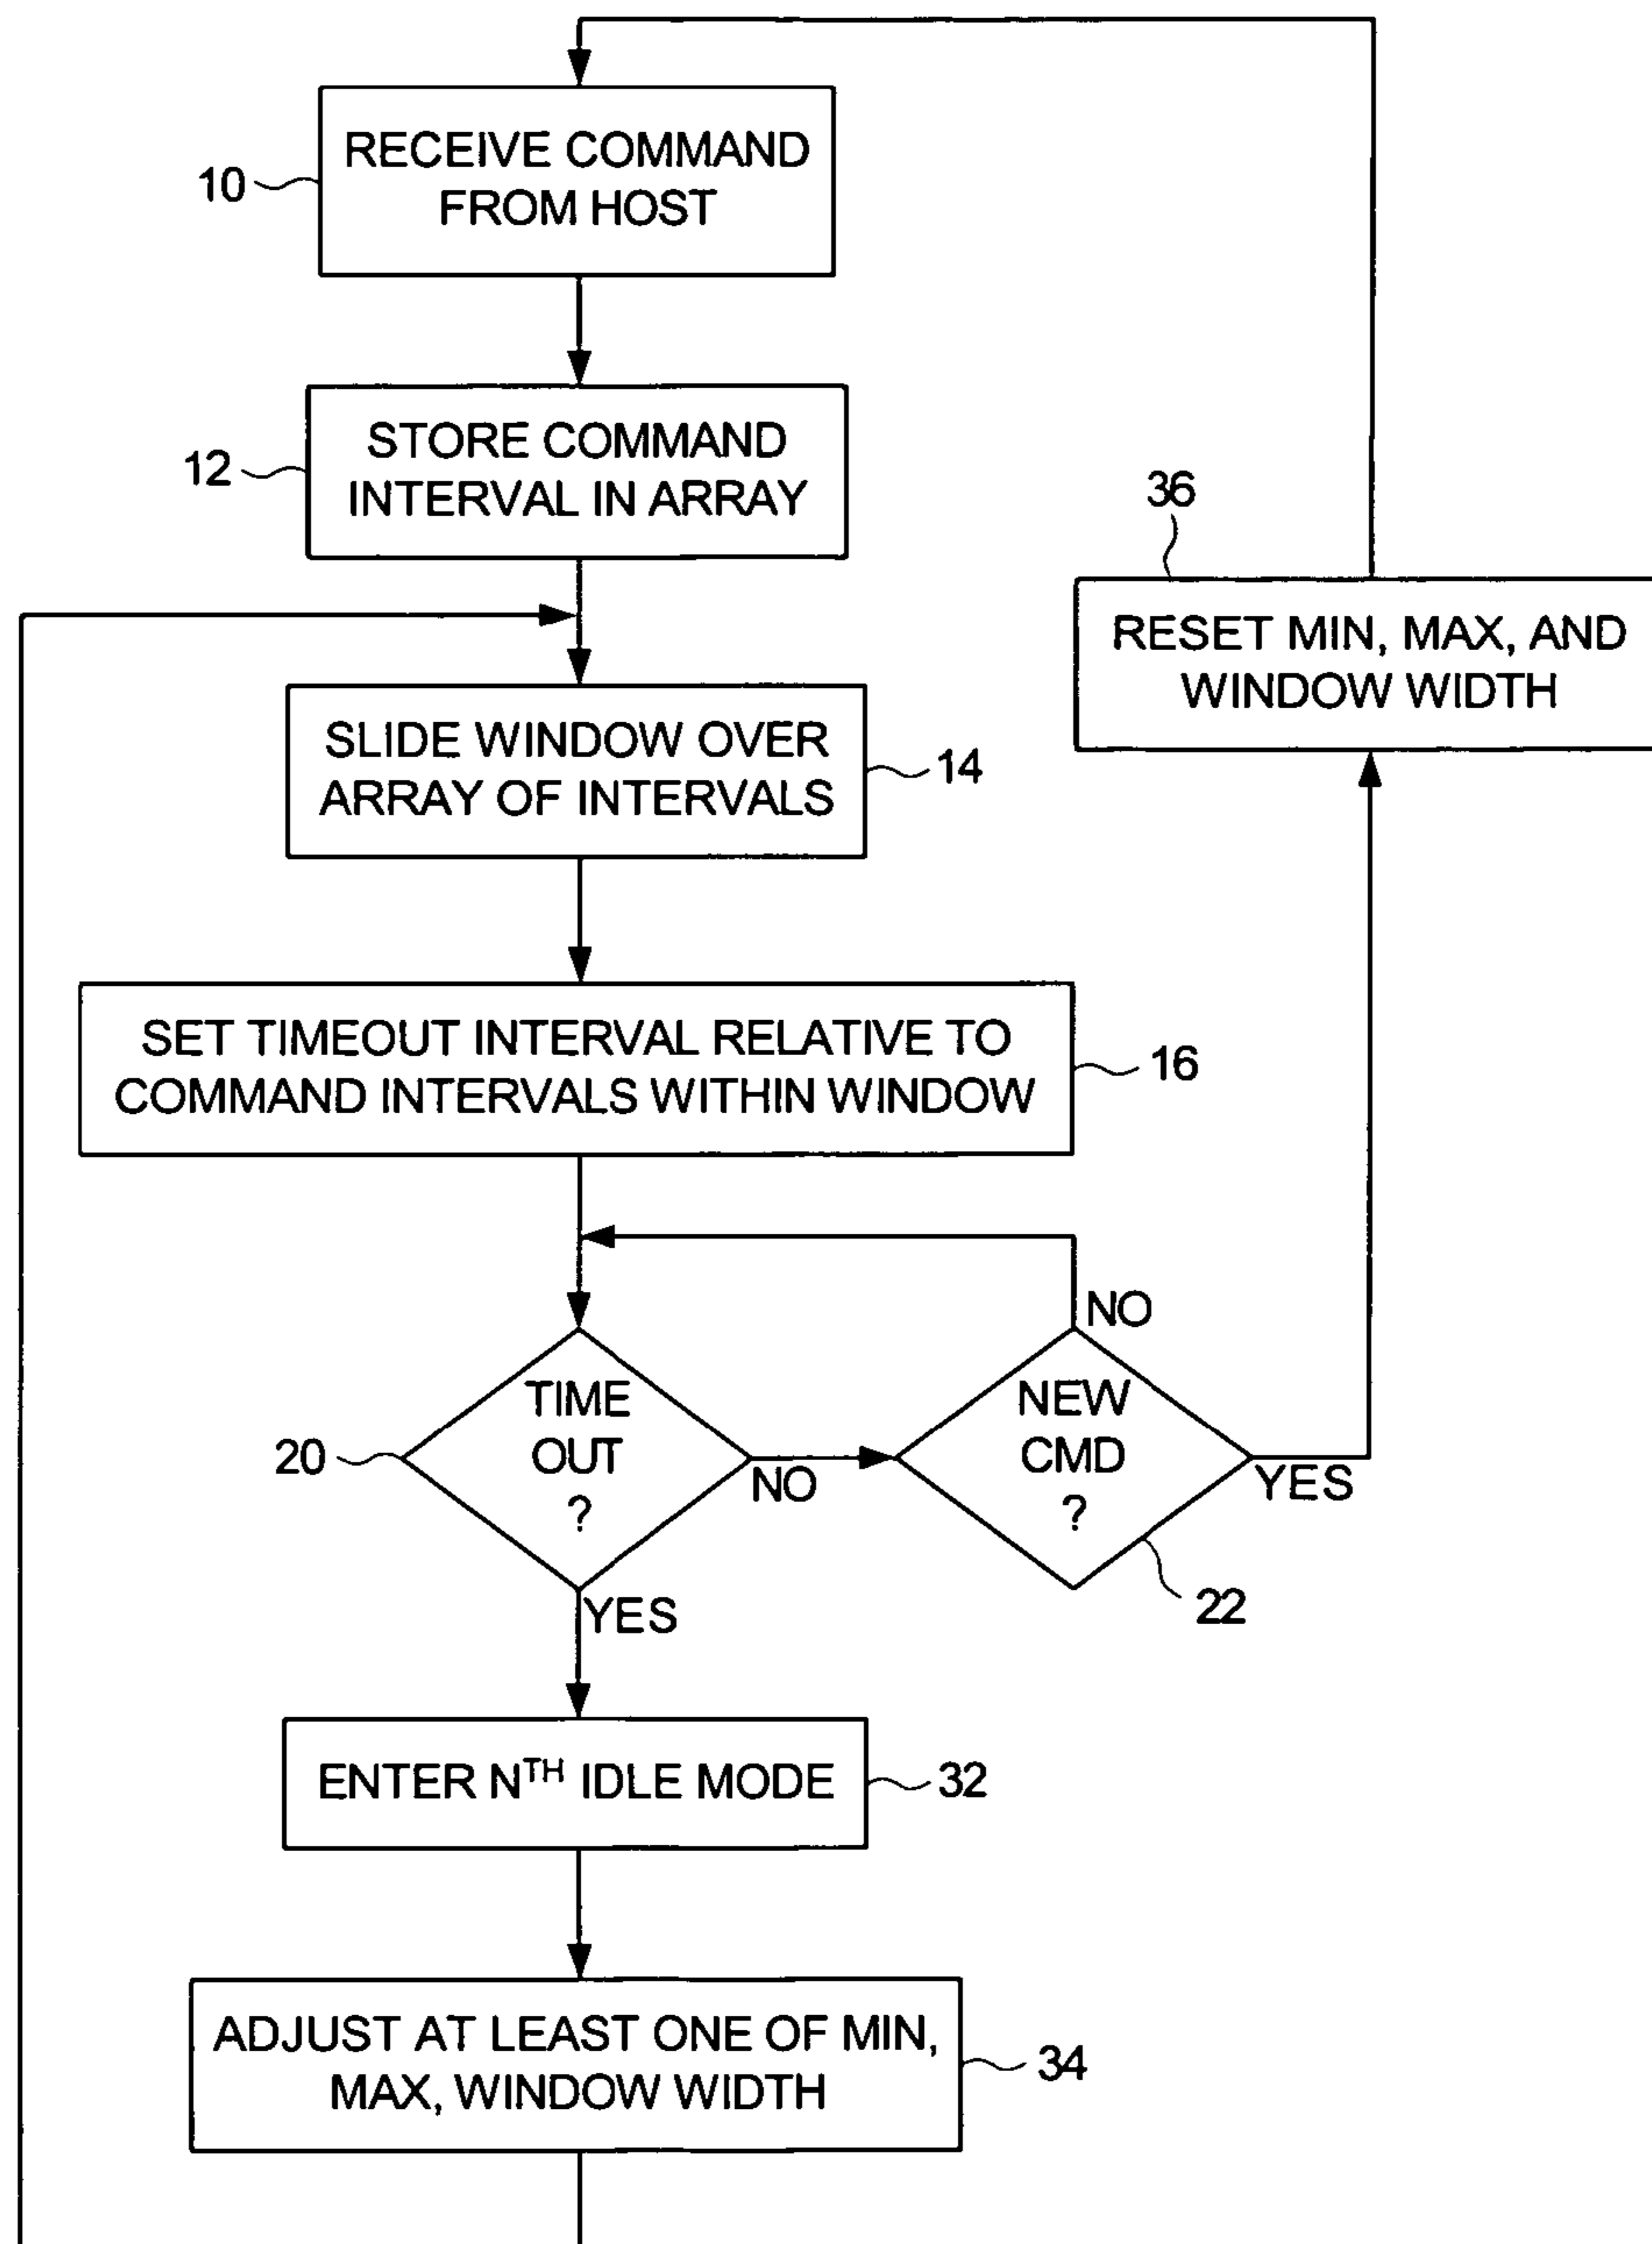 RECEIVE COMMAND
FROM HOST
10
STORE COMMAND
INTERVAL IN ARRAY
12
36
RESET MIN, MAX, AND
WINDOW WIDTH
SLIDE WINDOW OVER
ARRAY OF INTERVALS
14
SET TIMEOUT INTERVAL RELATIVE TO
COMMAND INTERVALS WITHIN WINDOW
16
NO
TIME
OUT
?
20
NO
NEW
CMD
?
YES
22
YES
ENTER NTH IDLE MODE
32
ADJUST AT LEAST ONE OF MIN,
MAX, WINDOW WIDTH
34